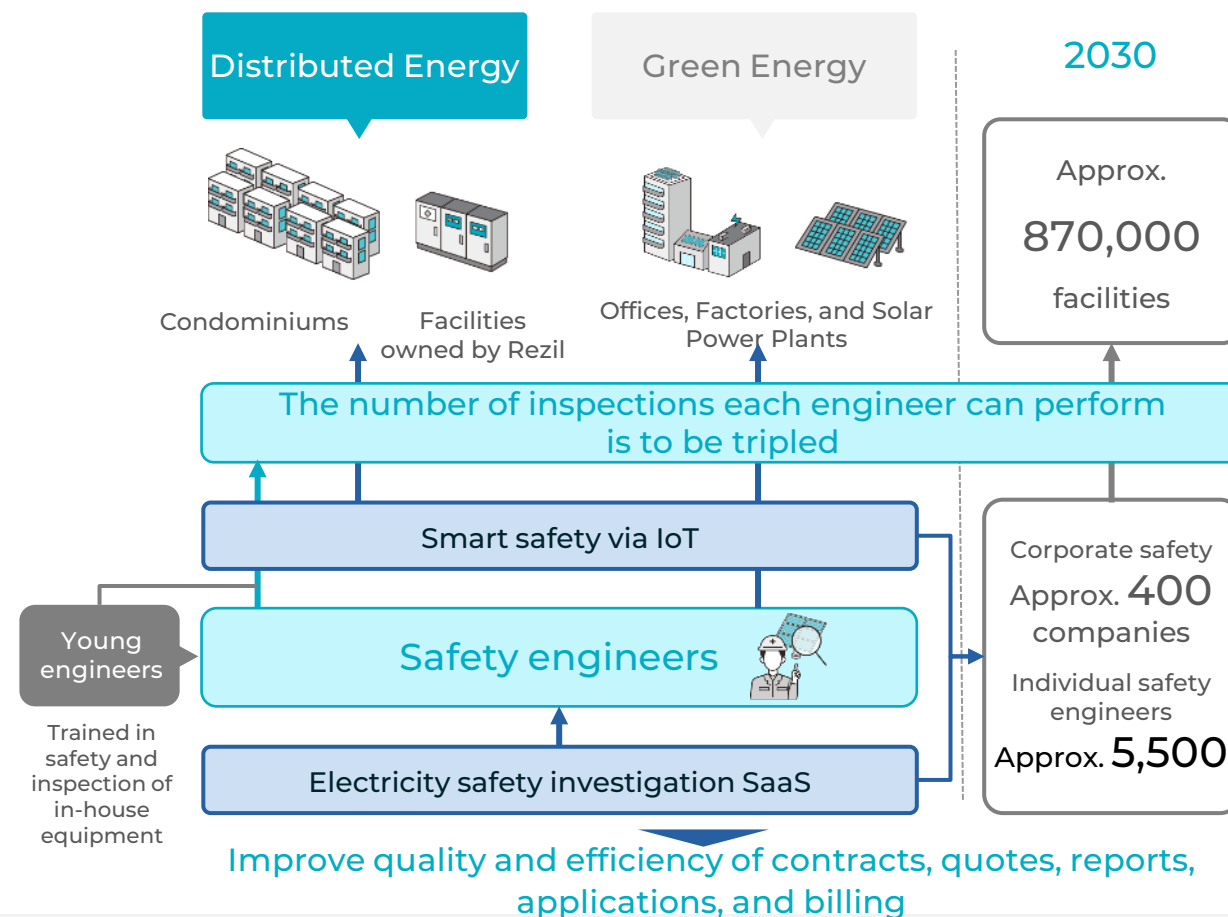 Distributed Energy
Green Energy
2030
Condominiums
Facilities
owned by Rezil
Offices, Factories, and Solar
Power Plants
Approx.
870,000
facilities
The number of inspections each engineer can perform
is to be tripled
Smart safety via IoT
Young
engineers
Safety engineers
Trained in
safety and
inspection of
in-house
equipment
Electricity safety investigation SaaS
Corporate safety
Approx. 400
companies
Individual safety
engineers
Approx. 5,500
Improve quality and efficiency of contracts, quotes, reports,
applications, and billing